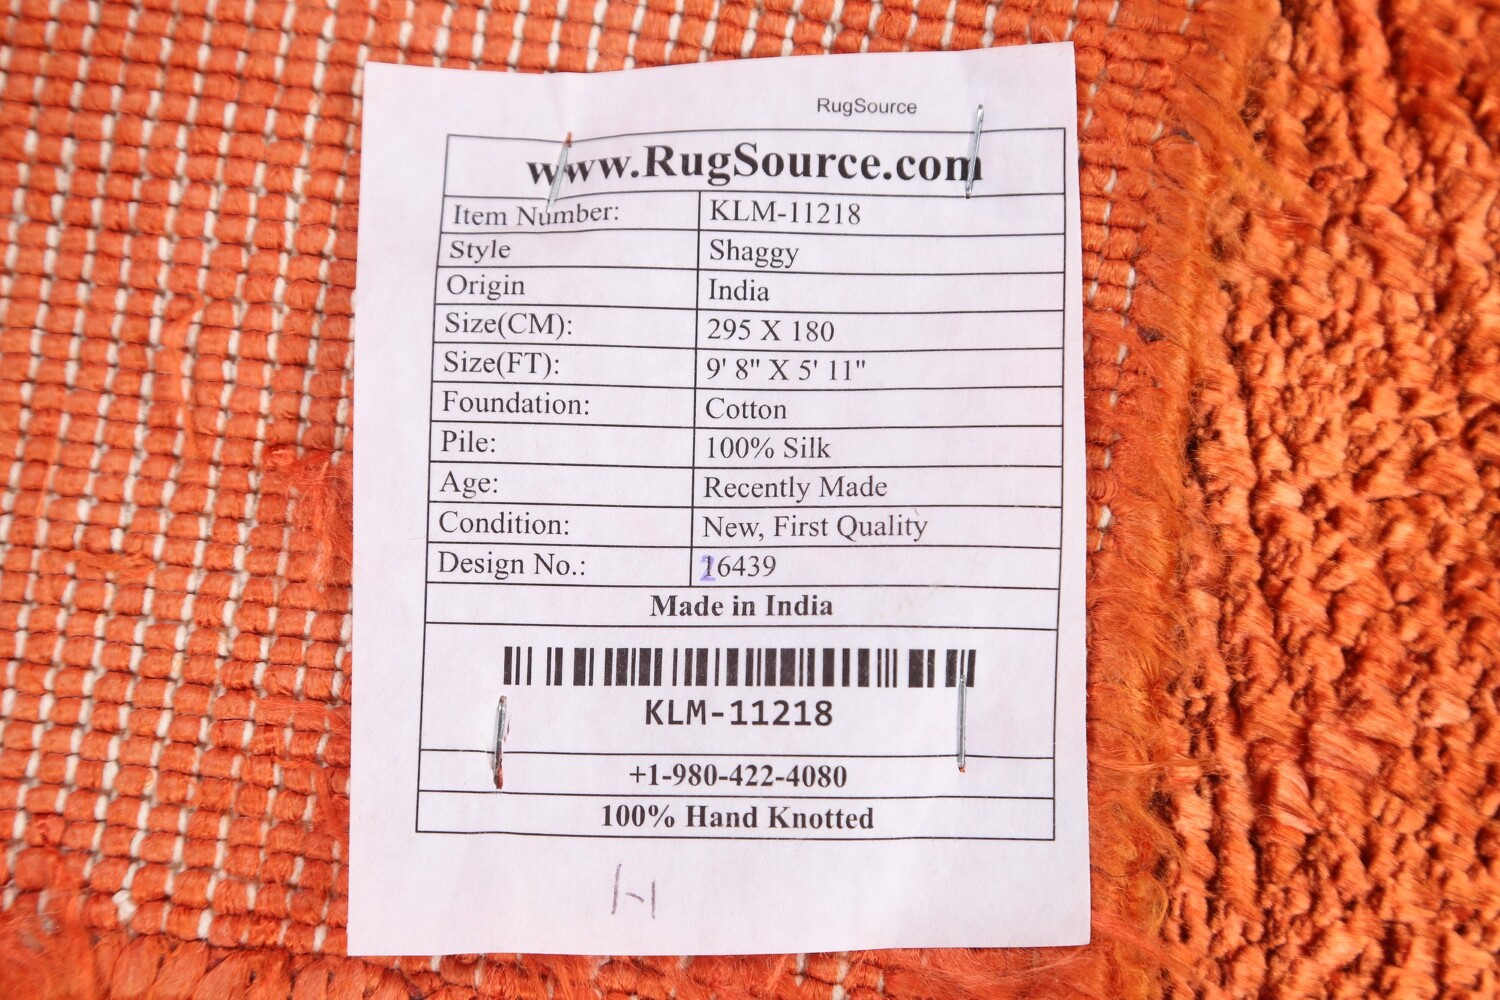 RugSource
www.RugSource.com
Item Number: KLM-11218
Style Shaggy
Origin India
Size(CM): 295 X 180
Size(FT): 9' 8" X 5' 11"
Foundation: Cotton
Pile: 100% Silk
Age: Recently Made
Condition: New, First Quality
Design No.:
Made in India
KLM-11218
+1-980-422-4080
100% Hand Knotted